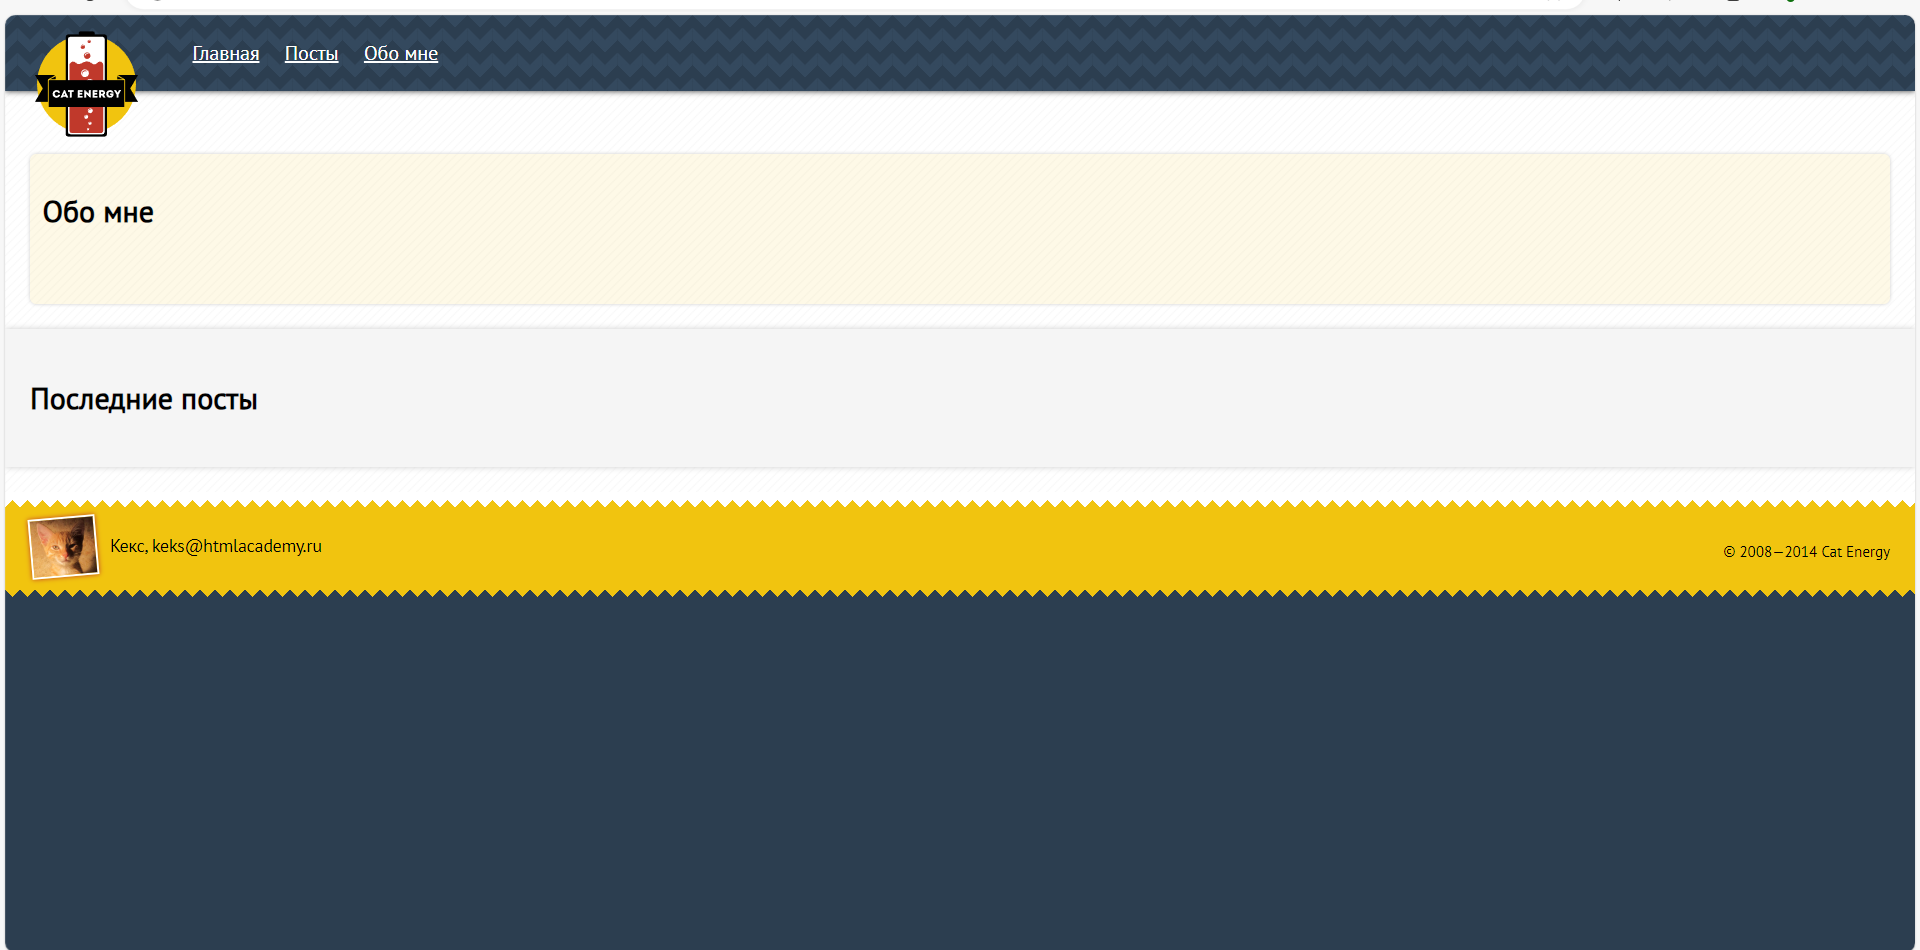 Главная Посты Обо мне
CAT ENERGY
Обо мне
Последние посты
Кекс, keks@htmlacademy.ru
© 2008—2014 Cat Energy